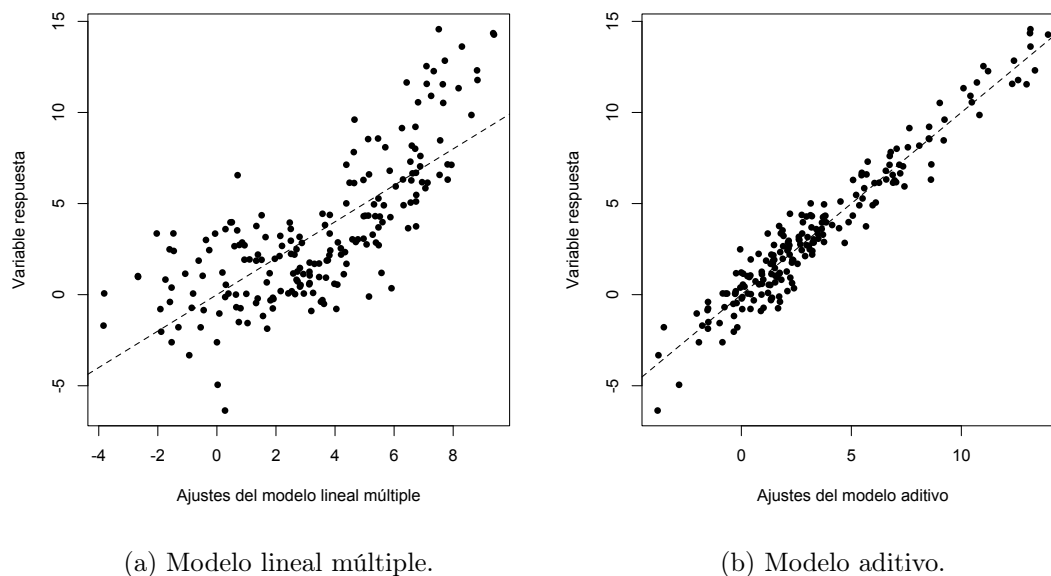 15
10
5
0
-5
Variable respuesta
-4 -2 0 2 4 6 8
Ajustes del modelo lineal múltiple
(a) Modelo lineal múltiple.
15
10
5
0
-5
Variable respuesta
0 5 10
Ajustes del modelo aditivo
(b) Modelo aditivo.